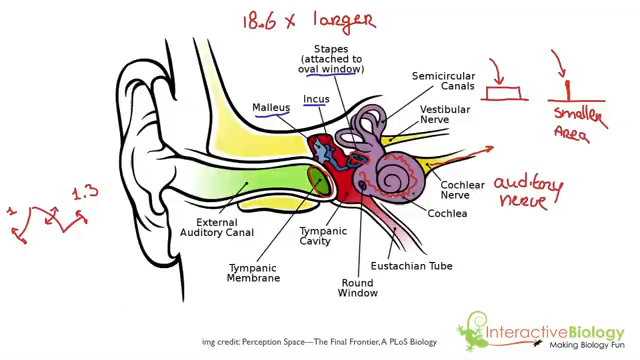 18.6 x larger
Stapes
(attached to
oval window)
Malleus
Incus
Semicircular
Canals
Vestibular
Nerve
smaller
Area
1
1.3
External
Auditory Canal
Tympanic
Cavity
Cochlear
Nerve
auditory
nerve
Cochlea
Eustachian Tube
Tympanic
Membrane
Round
Window
InteractiveBiology
Making Biology Fun
img credit: Perception Space—The Final Frontier, A PLoS Biology